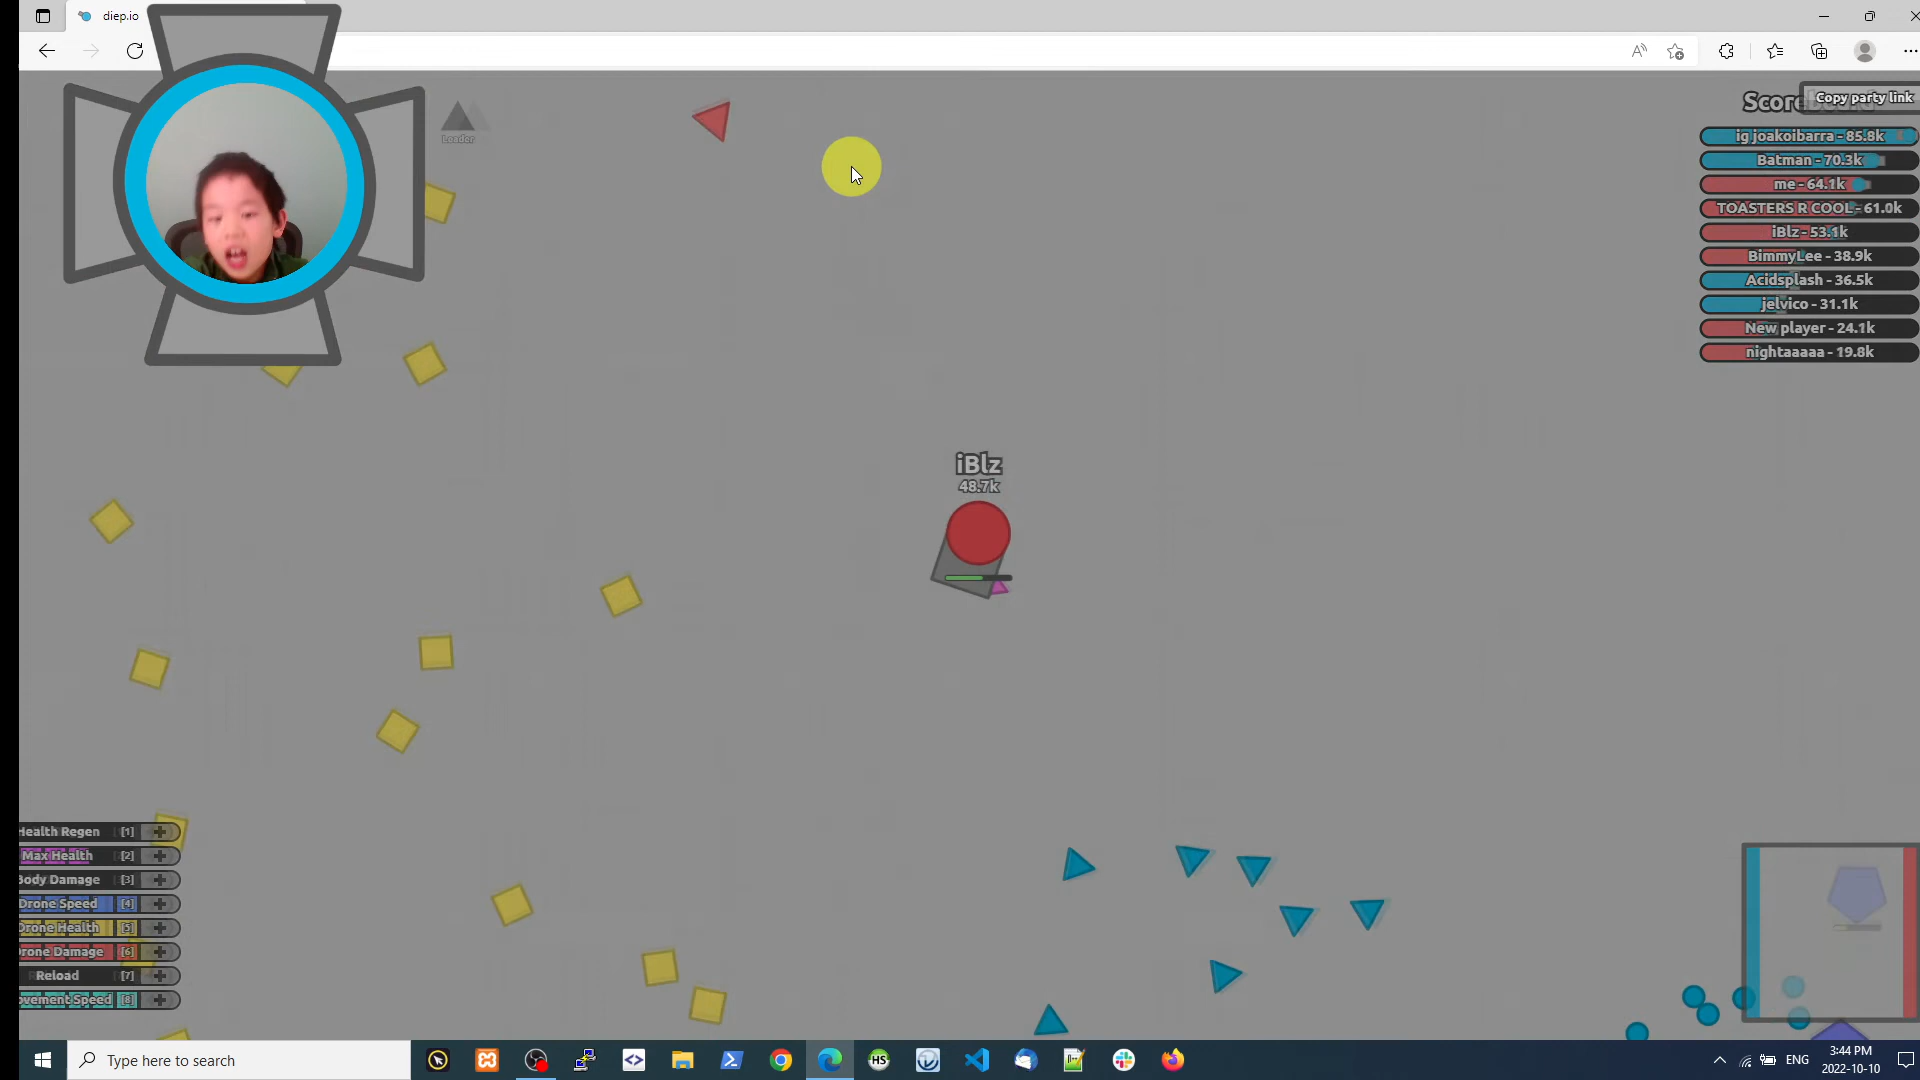 diep.io
Copy party link
Loader
ig joakoibarra - 85.8k
Batman - 70.3k
me - 64.1k
TOASTERS R COOL - 61.0k
iBlz - 53.1k
BimmyLee - 38.9k
Acidsplash - 36.5k
jelvico - 31.1k
New player - 24.1k
nightaaaaa - 19.8k
iBlz
48.7k
Health Regen [1]
Max Health [2]
Body Damage [3]
Drone Speed [4]
Drone Health [5]
rone Damage [6]
Reload [7]
ovement Speed [8]
Type here to search
HS
ENG
3:44 PM
2022-10-10